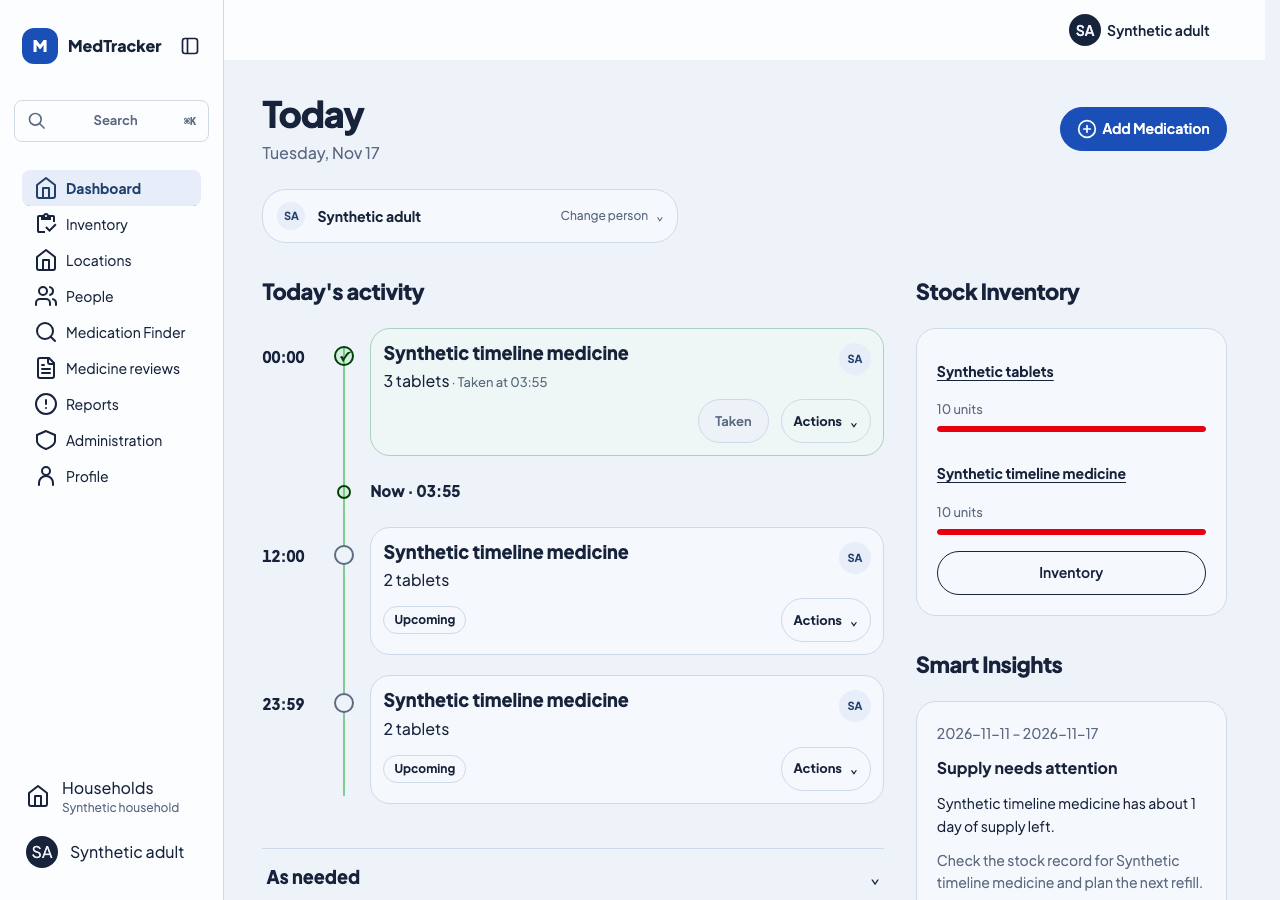 M MedTracker
Search ⌘K
Dashboard
Inventory
Locations
People
Medication Finder
Medicine reviews
Reports
Administration
Profile
Households
Synthetic household
SA Synthetic adult
SA Synthetic adult
Today
Tuesday, Nov 17
Add Medication
SA Synthetic adult Change person
Today's activity
00:00
Synthetic timeline medicine SA
3 tablets · Taken at 03:55
Taken Actions
Now · 03:55
12:00
Synthetic timeline medicine SA
2 tablets
Upcoming Actions
23:59
Synthetic timeline medicine SA
2 tablets
Upcoming Actions
As needed
Stock Inventory
Synthetic tablets
10 units
Synthetic timeline medicine
10 units
Inventory
Smart Insights
2026-11-11 – 2026-11-17
Supply needs attention
Synthetic timeline medicine has about 1
day of supply left.
Check the stock record for Synthetic
timeline medicine and plan the next refill.